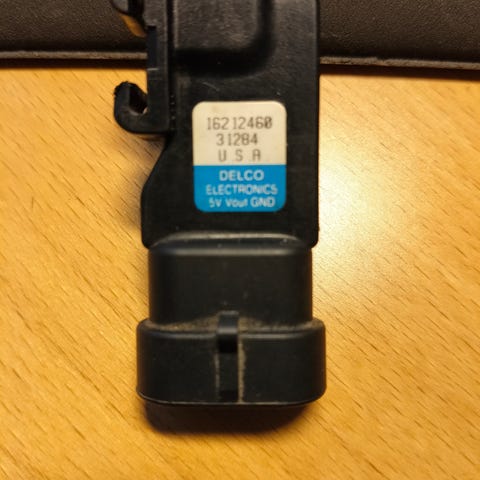 16212460
31284
U S A
DELCO
ELECTRONICS
5V Vout GND